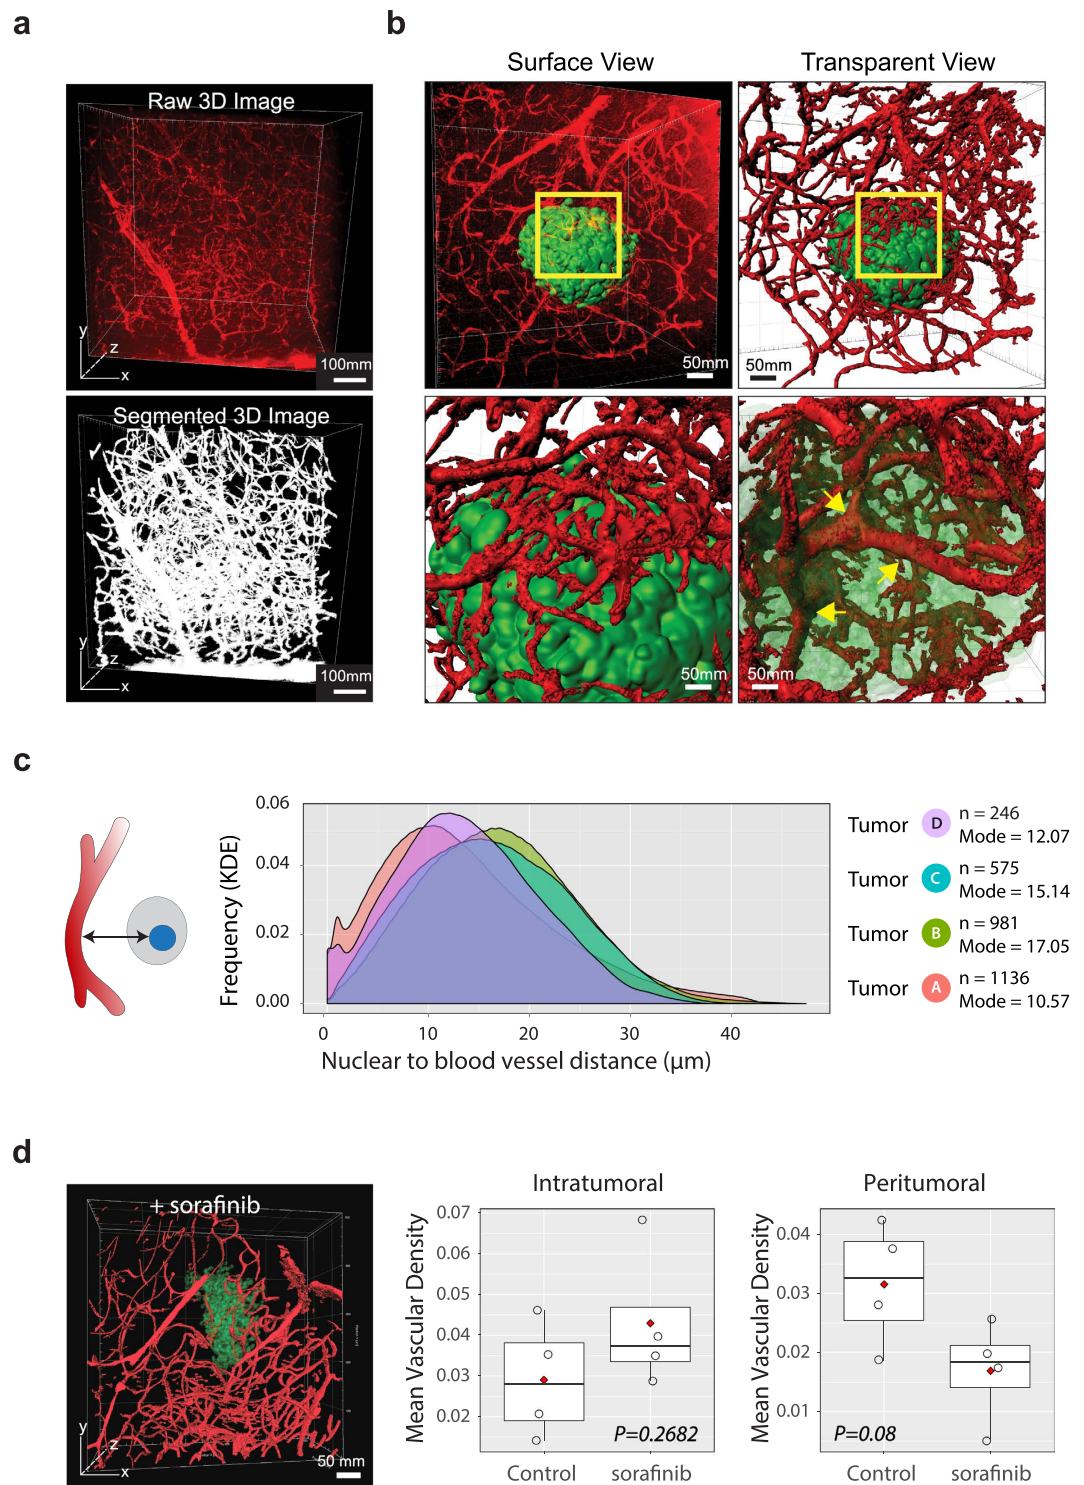 a
Raw 3D Image
y
z
x
100mm
Segmented 3D Image
y
z
x
100mm
b
Surface View
Transparent View
50mm
50mm
50mm
50mm
c
Frequency (KDE)
0.06
0.04
0.02
0.00
0
10
20
30
40
Nuclear to blood vessel distance (µm)
Tumor D n = 246
Mode = 12.07
Tumor C n = 575
Mode = 15.14
Tumor B n = 981
Mode = 17.05
Tumor A n = 1136
Mode = 10.57
d
+ sorafinib
y
z
x
50 mm
Intratumoral
Mean Vascular Density
0.07
0.06
0.05
0.04
0.03
0.02
P=0.2682
Control
sorafinib
Peritumoral
Mean Vascular Density
0.04
0.03
0.02
0.01
P=0.08
Control
sorafinib